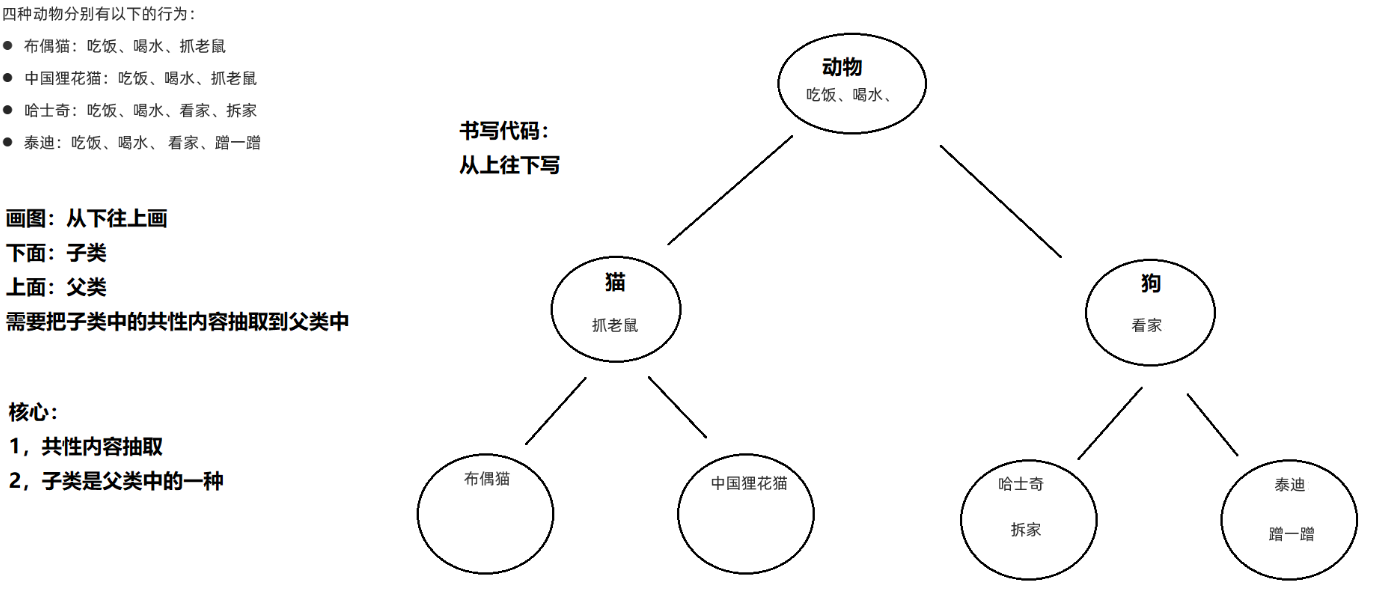 四种动物分别有以下的行为：
● 布偶猫：吃饭、喝水、抓老鼠
● 中国狸花猫：吃饭、喝水、抓老鼠
● 哈士奇：吃饭、喝水、看家、拆家
● 泰迪：吃饭、喝水、 看家、蹭一蹭
画图：从下往上画
下面：子类
上面：父类
需要把子类中的共性内容抽取到父类中
核心：
1，共性内容抽取
2，子类是父类中的一种
书写代码：
从上往下写
动物
吃饭、喝水、
猫
抓老鼠
狗
看家
布偶猫
中国狸花猫
哈士奇
拆家
泰迪
蹭一蹭